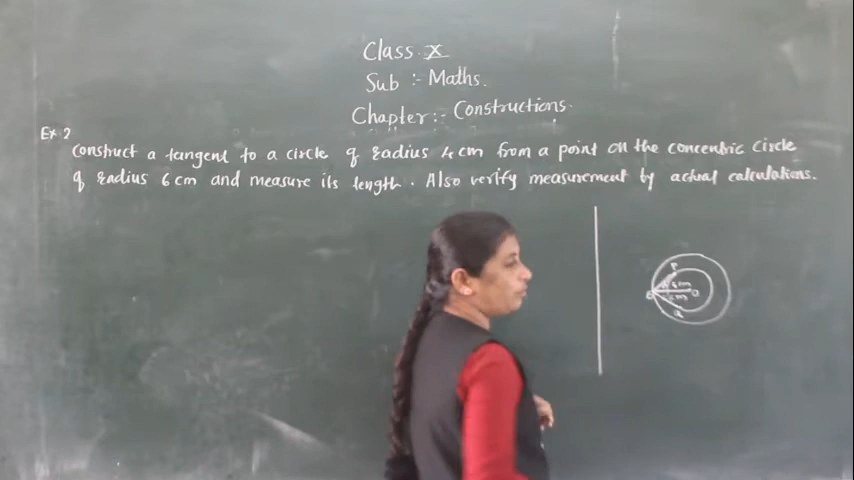 Class X
Sub :- Maths.
Chapter:- Constructions.
Ex. 2
Construct a tangent to a circle of radius 4 cm from a point on the concentric circle
of radius 6 cm and measure its length. Also verify measurement by actual calculations.
P
O